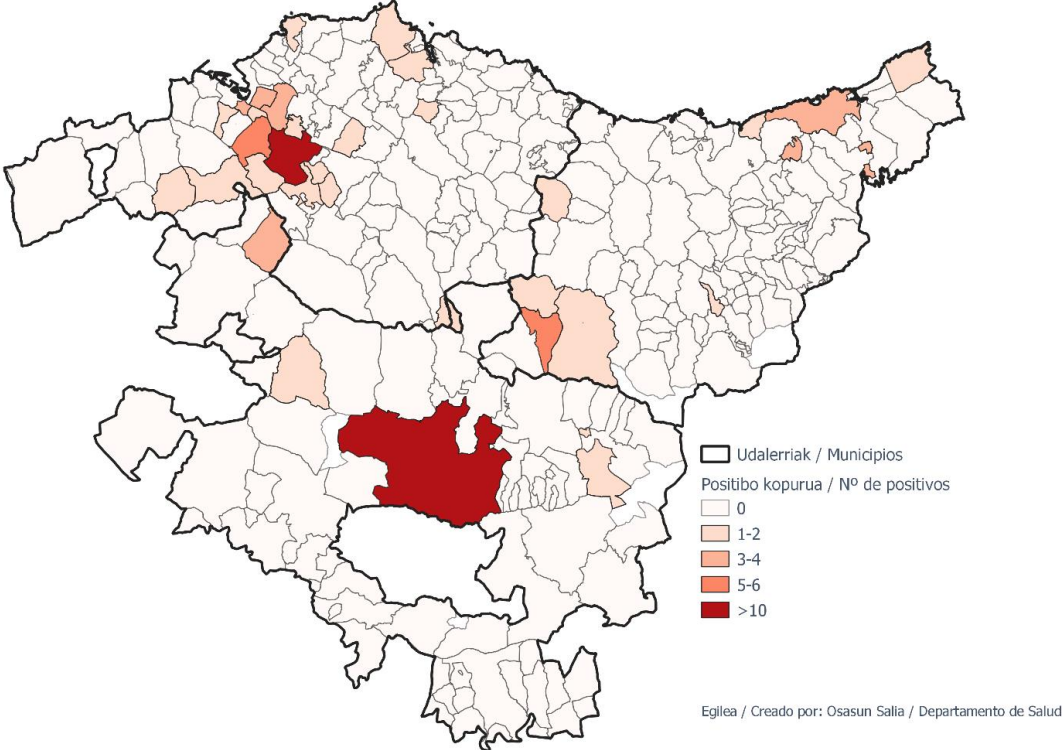 Udalerriak / Municipios
Positibo kopurua / Nº de positivos
0
1-2
3-4
5-6
>10
Egilea / Creado por: Osasun Salia / Departamento de Salud